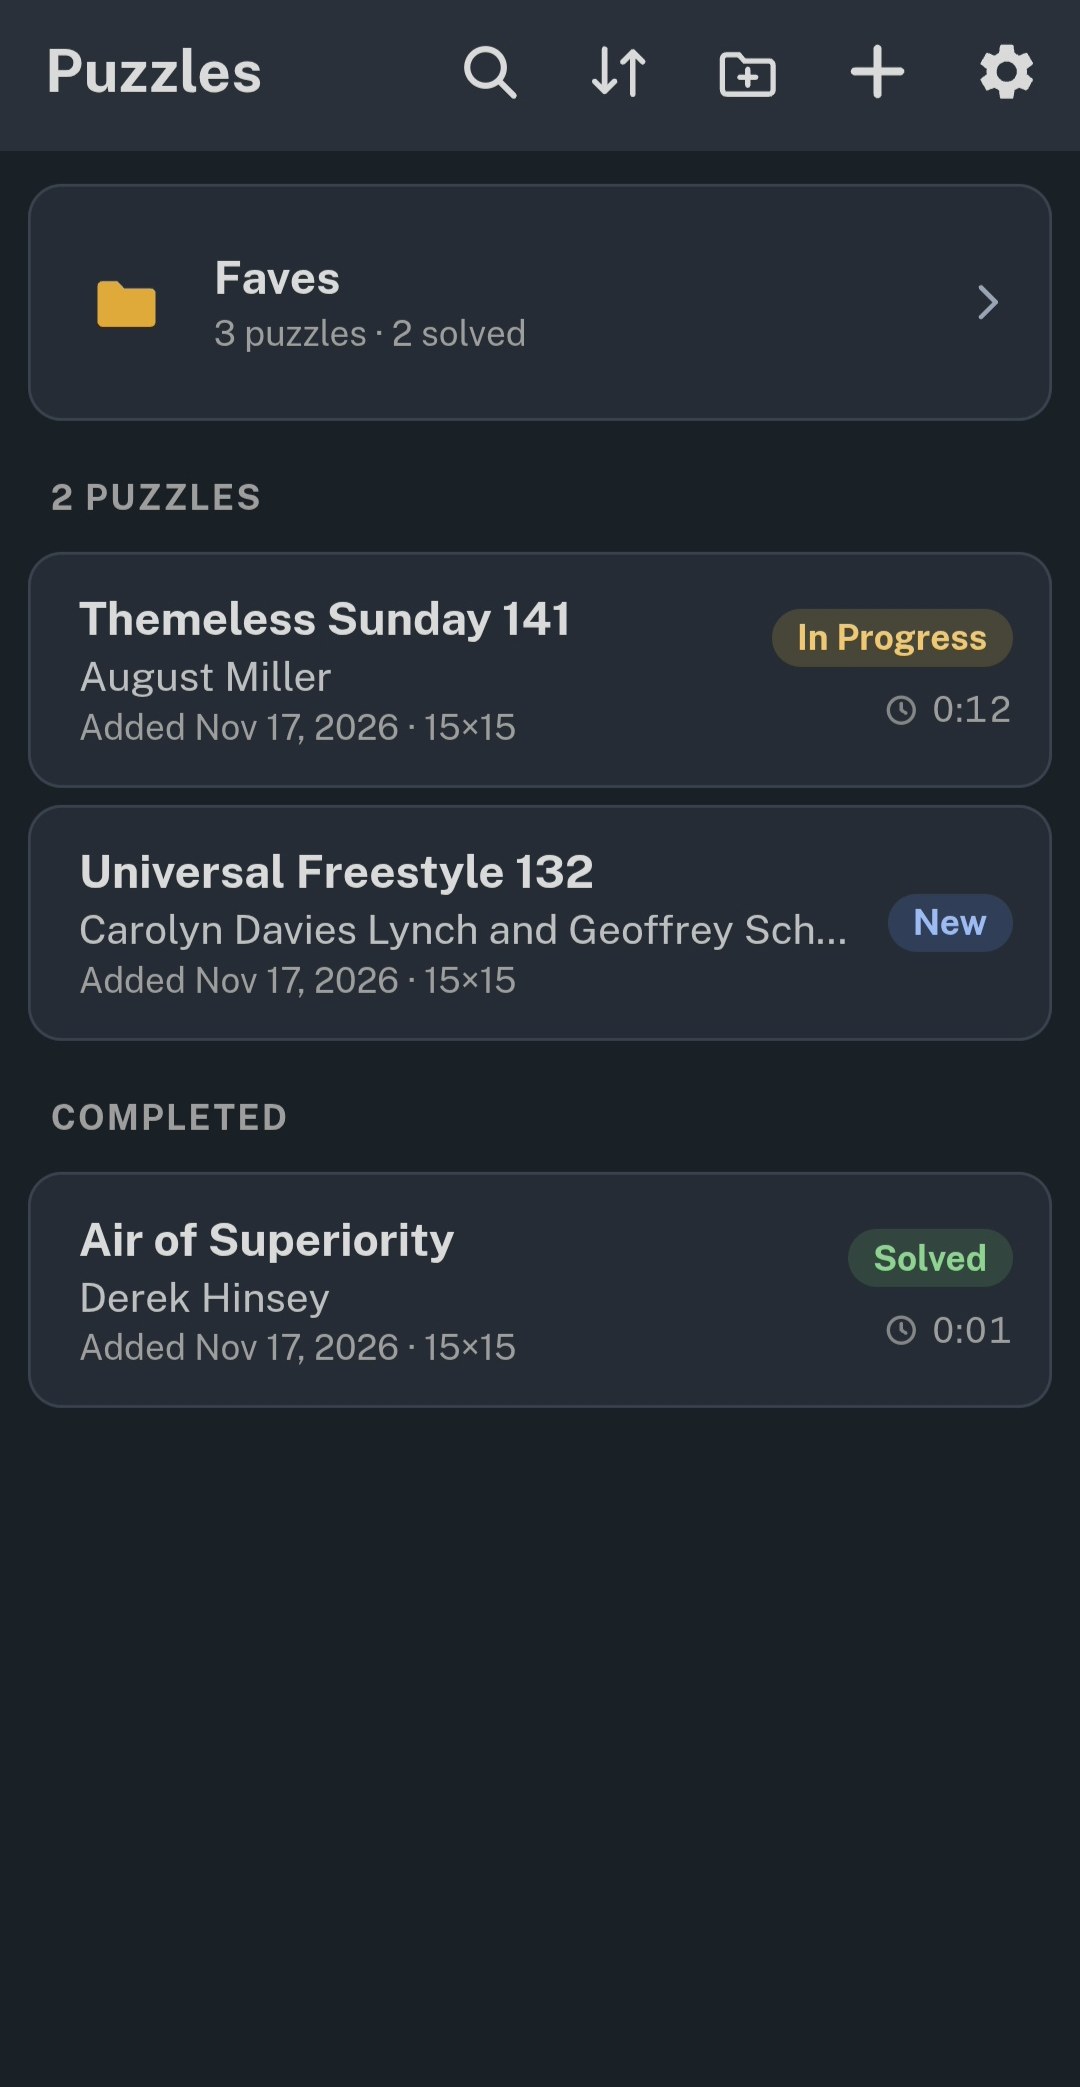 Puzzles
Faves
3 puzzles · 2 solved
2 PUZZLES
Themeless Sunday 141
In Progress
August Miller
0:12
Added Nov 17, 2026 · 15×15
Universal Freestyle 132
Carolyn Davies Lynch and Geoffrey Sch...
New
Added Nov 17, 2026 · 15×15
COMPLETED
Air of Superiority
Solved
Derek Hinsey
0:01
Added Nov 17, 2026 · 15×15